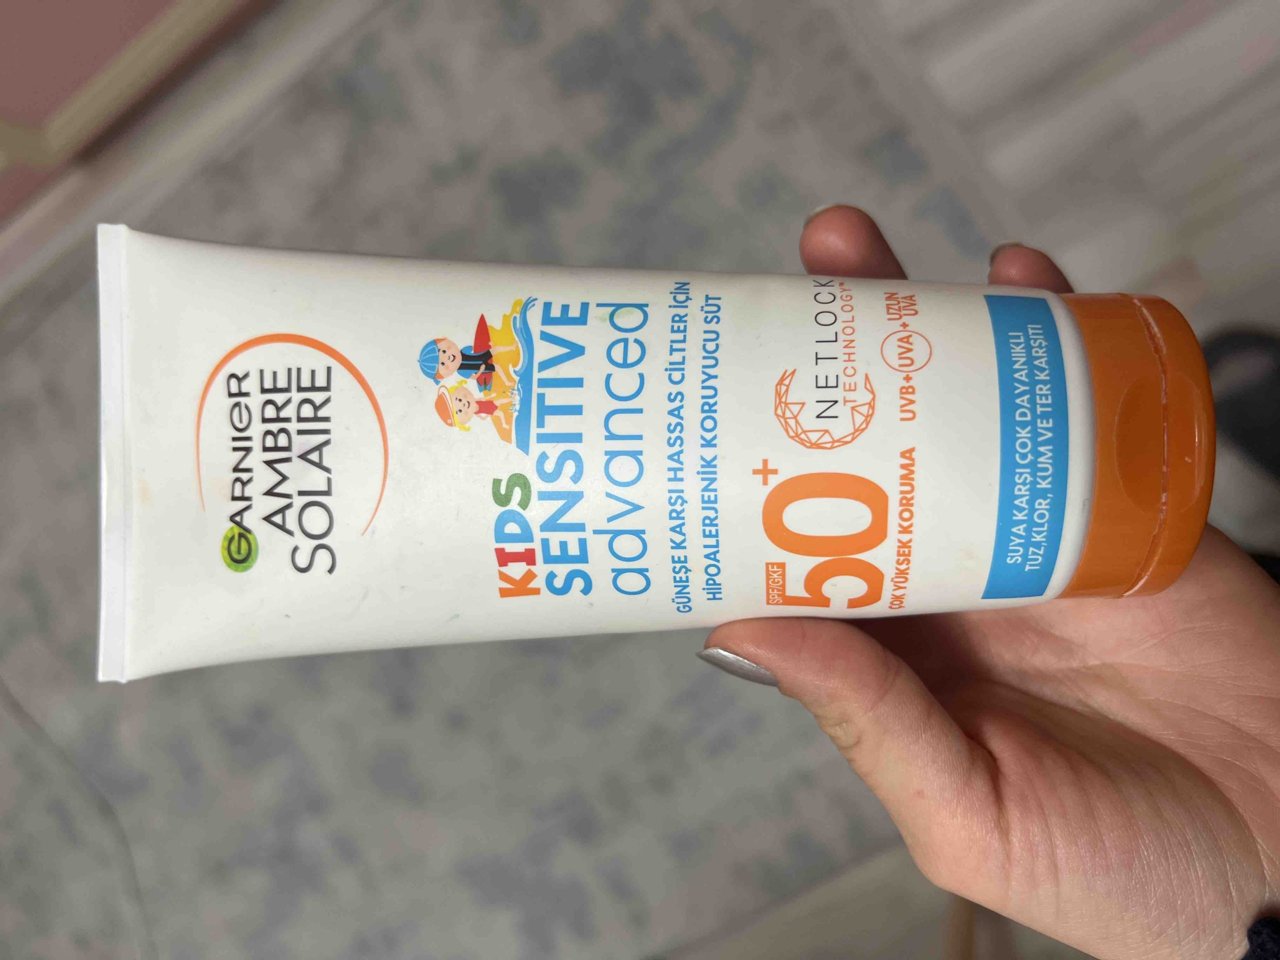 GARNIER
AMBRE
SOLAIRE
KIDS
SENSITIVE
advanced
GÜNEŞE KARŞI HASSAS CİLTLER İÇİN
HİPOALERJENİK KORUYUCU SÜT
SPF/GKF
50+
ÇOK YÜKSEK KORUMA
NETLOCK
TECHNOLOGY™
UVB+UVA+UZUN
UVA
SUYA KARŞI ÇOK DAYANIKLI
TUZ,KLOR, KUM VE TER KARŞITI